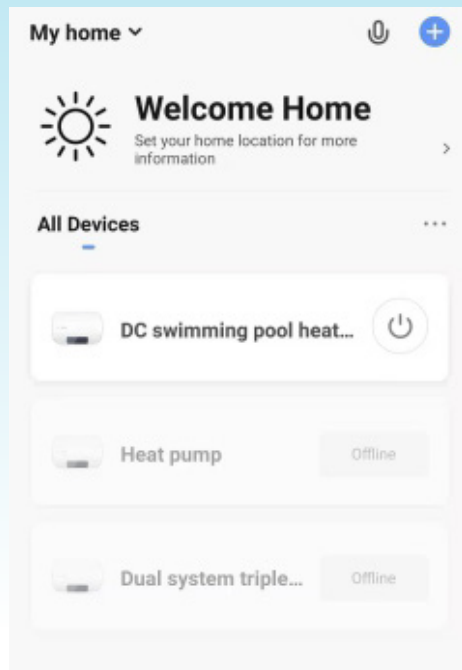 My home
Welcome Home
Set your home location for more
information
All Devices
DC swimming pool heat...
Heat pump
Offline
Dual system triple...
Offline